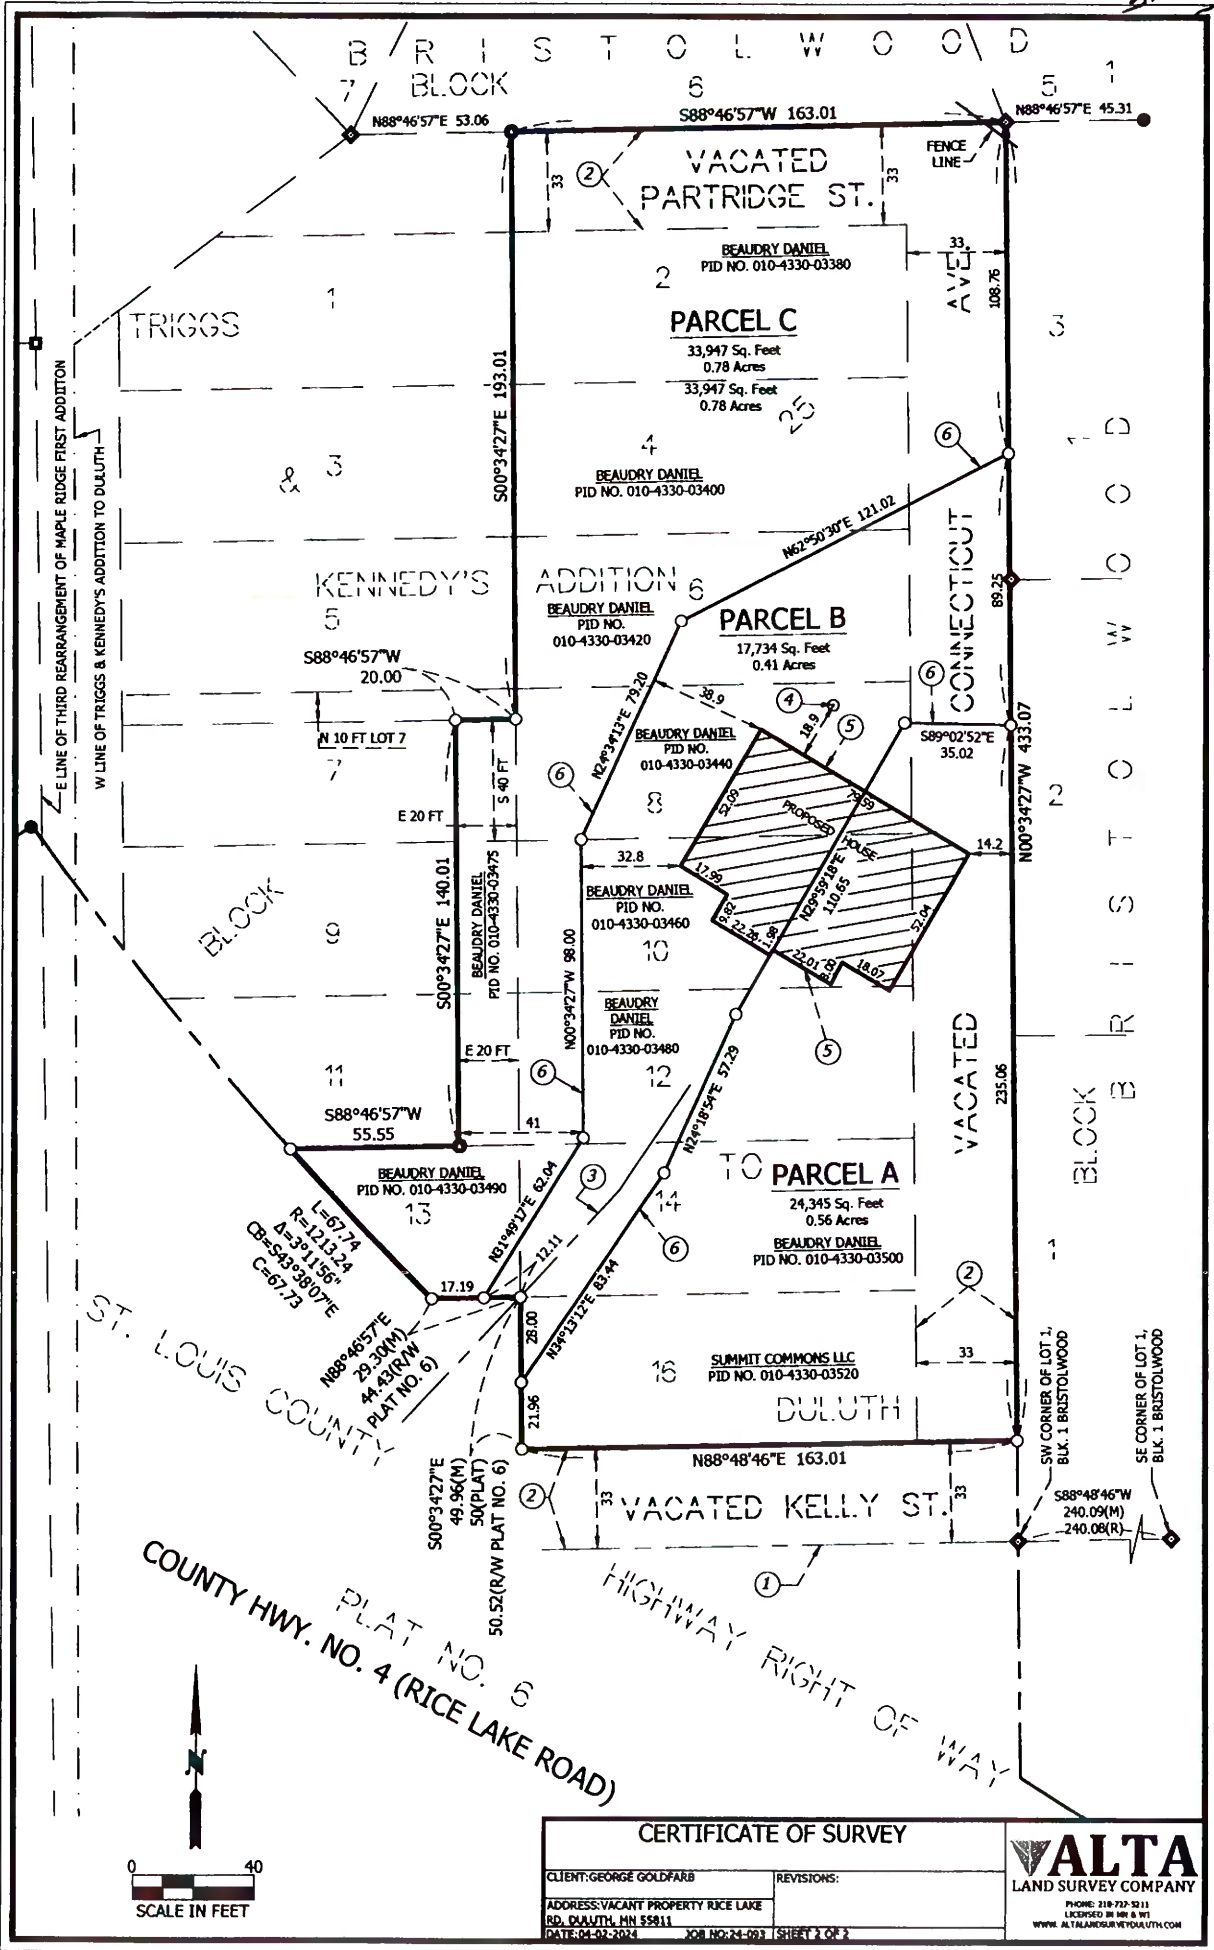 BRISTOLWOOD
7
BLOCK
6
5
1
N88°46'57"E 53.06
S88°46'57"W 163.01
N88°46'57"E 45.31
FENCE
LINE
2
VACATED
PARTRIDGE ST.
33
33
BEAUDRY DANIEL
PID NO. 010-4330-03380
33
AVE.
108.76
1
2
3
TRIGGS
PARCEL C
33,947 Sq. Feet
0.78 Acres
33,947 Sq. Feet
0.78 Acres
25
S00°34'27"E 193.01
E LINE OF THIRD REARRANGEMENT OF MAPLE RIDGE FIRST ADDITION
W LINE OF TRIGGS & KENNEDY'S ADDITION TO DULUTH
& 3
4
BEAUDRY DANIEL
PID NO. 010-4330-03400
6
1
N62°50'30"E 121.02
KENNEDY'S ADDITION
6
5
BEAUDRY DANIEL
PID NO.
010-4330-03420
PARCEL B
17,734 Sq. Feet
0.41 Acres
CONNECTICUT
89.25
BRISTOLWOOD
S88°46'57"W
20.00
N 10 FT LOT 7
7
N24°34'13"E 79.20
38.9
4
18.9
5
6
S89°02'52"E
35.02
N00°34'27"W 433.07
BEAUDRY DANIEL
PID NO.
010-4330-03440
S 40 FT
6
8
52.09
79.59
PROPOSED
HOUSE
2
E 20 FT
14.2
32.8
17.99
N29°59'18"E
110.65
BEAUDRY DANIEL
PID NO. 010-4330-03475
BEAUDRY DANIEL
PID NO.
010-4330-03460
9.82
22.26
1.98
52.04
BLOCK
9
S00°34'27"E 140.01
10
22.01
8.00
18.07
N00°34'27"W 98.00
BEAUDRY
DANIEL
PID NO.
010-4330-03480
5
VACATED
E 20 FT
6
11
12
N24°18'54"E 57.29
235.06
S88°46'57"W
55.55
41
BLOCK
BEAUDRY DANIEL
PID NO. 010-4330-03490
13
3
14
TO
PARCEL A
24,345 Sq. Feet
0.56 Acres
BEAUDRY DANIEL
PID NO. 010-4330-03500
6
1
L=67.74
R=1213.24
Δ=3°11'56"
CB=S43°38'07"E
C=67.73
N31°49'17"E 62.04
12.11
17.19
2
ST. LOUIS COUNTY
N88°46'57"E
29.30(M)
44.43(R/W
PLAT NO. 6)
28.00
N34°13'12"E 83.44
16
SUMMIT COMMONS LLC
PID NO. 010-4330-03520
33
21.96
DULUTH
SW CORNER OF LOT 1,
BLK. 1 BRISTOLWOOD
SE CORNER OF LOT 1,
BLK. 1 BRISTOLWOOD
S00°34'27"E
49.96(M)
50(PLAT)
50.52(R/W PLAT NO. 6)
N88°48'46"E 163.01
2
33
VACATED KELLY ST.
33
S88°48'46"W
240.09(M)
240.08(R)
1
HIGHWAY RIGHT OF WAY
PLAT NO. 6
COUNTY HWY. NO. 4 (RICE LAKE ROAD)
N
0 40
SCALE IN FEET
CERTIFICATE OF SURVEY
CLIENT:GEORGE GOLDFARB
REVISIONS:
ADDRESS:VACANT PROPERTY RICE LAKE
RD, DULUTH, MN 55811
DATE:04-02-2024 JOB NO:24-093 SHEET 2 OF 2
ALTA
LAND SURVEY COMPANY
PHONE: 218-727-5211
LICENSED IN MN & WI
WWW. ALTALANDSURVEYDULUTH.COM